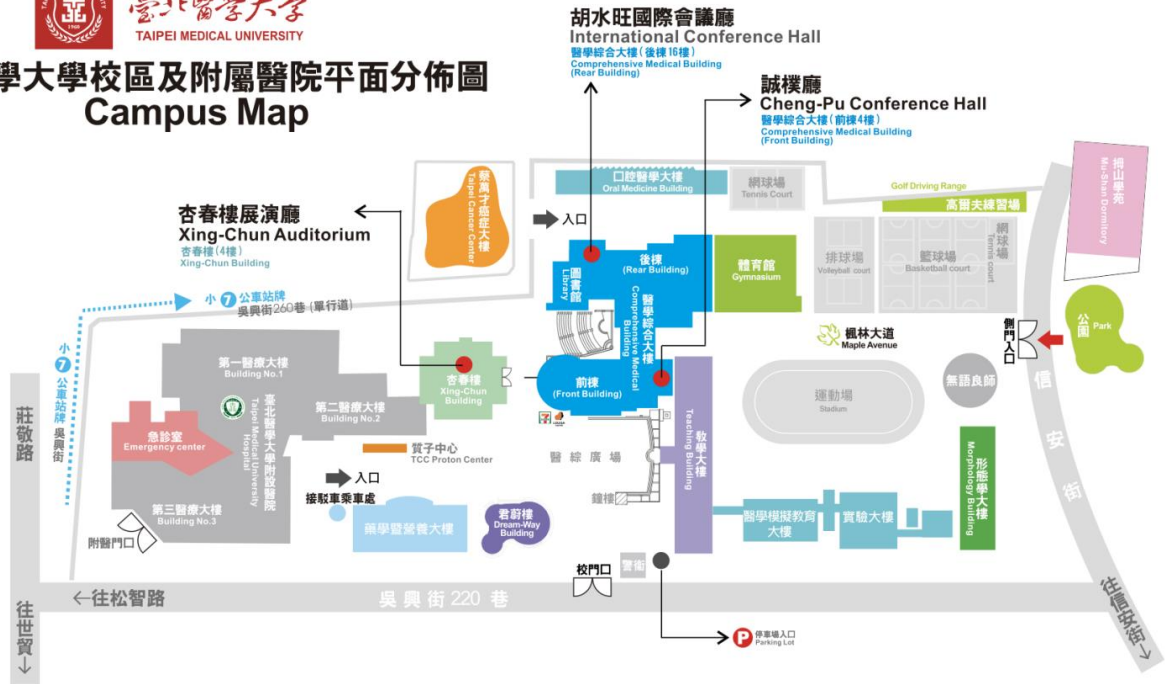 臺北醫學大學
TAIPEI MEDICAL UNIVERSITY
學大學校區及附屬醫院平面分佈圖
Campus Map
胡水旺國際會議廳
International Conference Hall
醫學綜合大樓(後棟16樓)
Comprehensive Medical Building
(Rear Building)
誠樸廳
Cheng-Pu Conference Hall
醫學綜合大樓(前棟4樓)
Comprehensive Medical Building
(Front Building)
杏春樓展演廳
Xing-Chun Auditorium
杏春樓(4樓)
Xing-Chun Building
蔡萬才癌症大樓
Taipei Cancer Center
入口
口腔醫學大樓
Oral Medicine Building
網球場
Tennis Court
Golf Driving Range
高爾夫練習場
拇山學苑
Mu-Shan Dormitory
圖書館
Library
後棟
(Rear Building)
醫學綜合大樓
Comprehensive Medical
Building
前棟
(Front Building)
體育館
Gymnasium
排球場
Volleyball court
籃球場
Basketball court
網球場
Tennis court
公園
Park
側門入口
楓林大道
Maple Avenue
無語良師
運動場
Stadium
小 7 公車站牌
吳興街260巷 (單行道)
小 7 公車站牌 吳興街
莊敬路
第一醫療大樓
Building No.1
第二醫療大樓
Building No.2
臺北醫學大學附設醫院
Taipei Medical University
Hospital
急診室
Emergency center
第三醫療大樓
Building No.3
附醫門口
杏春樓
Xing-Chun
Building
質子中心
TCC Proton Center
入口
接駁車乘車處
藥學暨營養大樓
君蔚樓
Dream-Way
Building
醫綜廣場
鐘樓
7
教學大樓
Teaching Building
醫學模擬教育
大樓
實驗大樓
形態學大樓
Morphology Building
信安街
校門口
警衛
←往松智路
吳興街 220 巷
往世貿↓
往信安街↓
P 停車場入口
Parking Lot